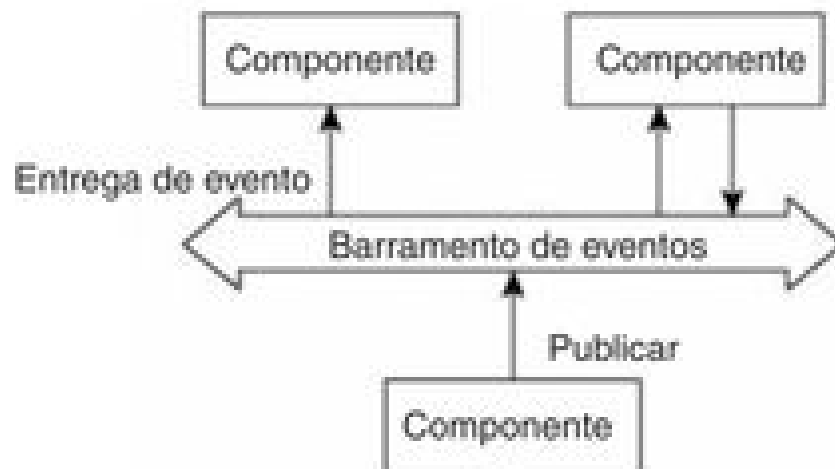 Componente
Componente
Entrega de evento
Barramento de eventos
Publicar
Componente